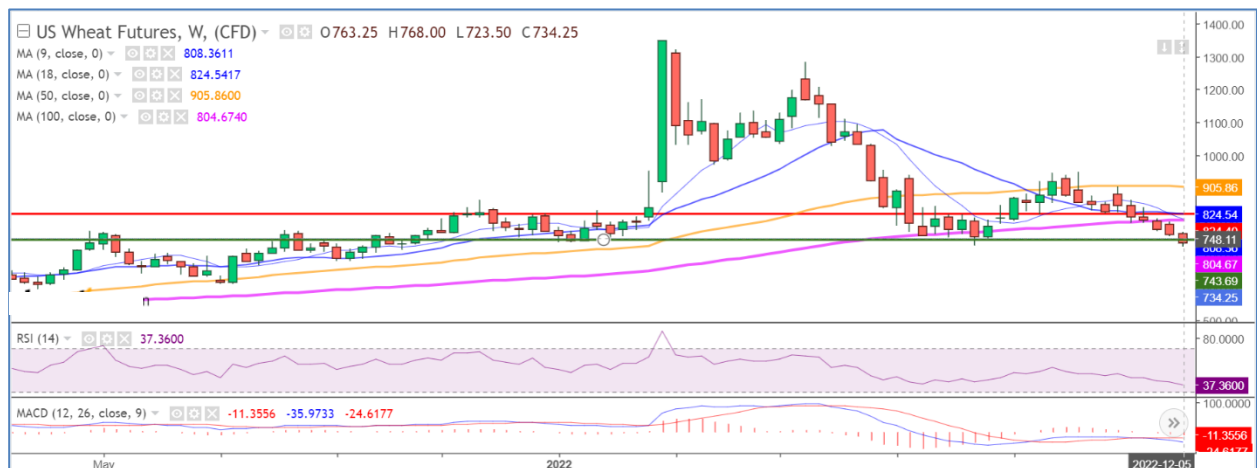 US Wheat Futures, W, (CFD) O763.25 H768.00 L723.50 C734.25
MA (9, close, 0) 808.3611
MA (18, close, 0) 824.5417
MA (50, close, 0) 905.8600
MA (100, close, 0) 804.6740
1400.00
1300.00
1200.00
1100.00
1000.00
905.86
824.54
748.11
804.67
743.69
734.25
RSI (14) 37.3600
80.0000
37.3600
MACD (12, 26, close, 9) -11.3556 -35.9733 -24.6177
100.0000
-11.3556
-24.6177
May 2022 2022-12-05